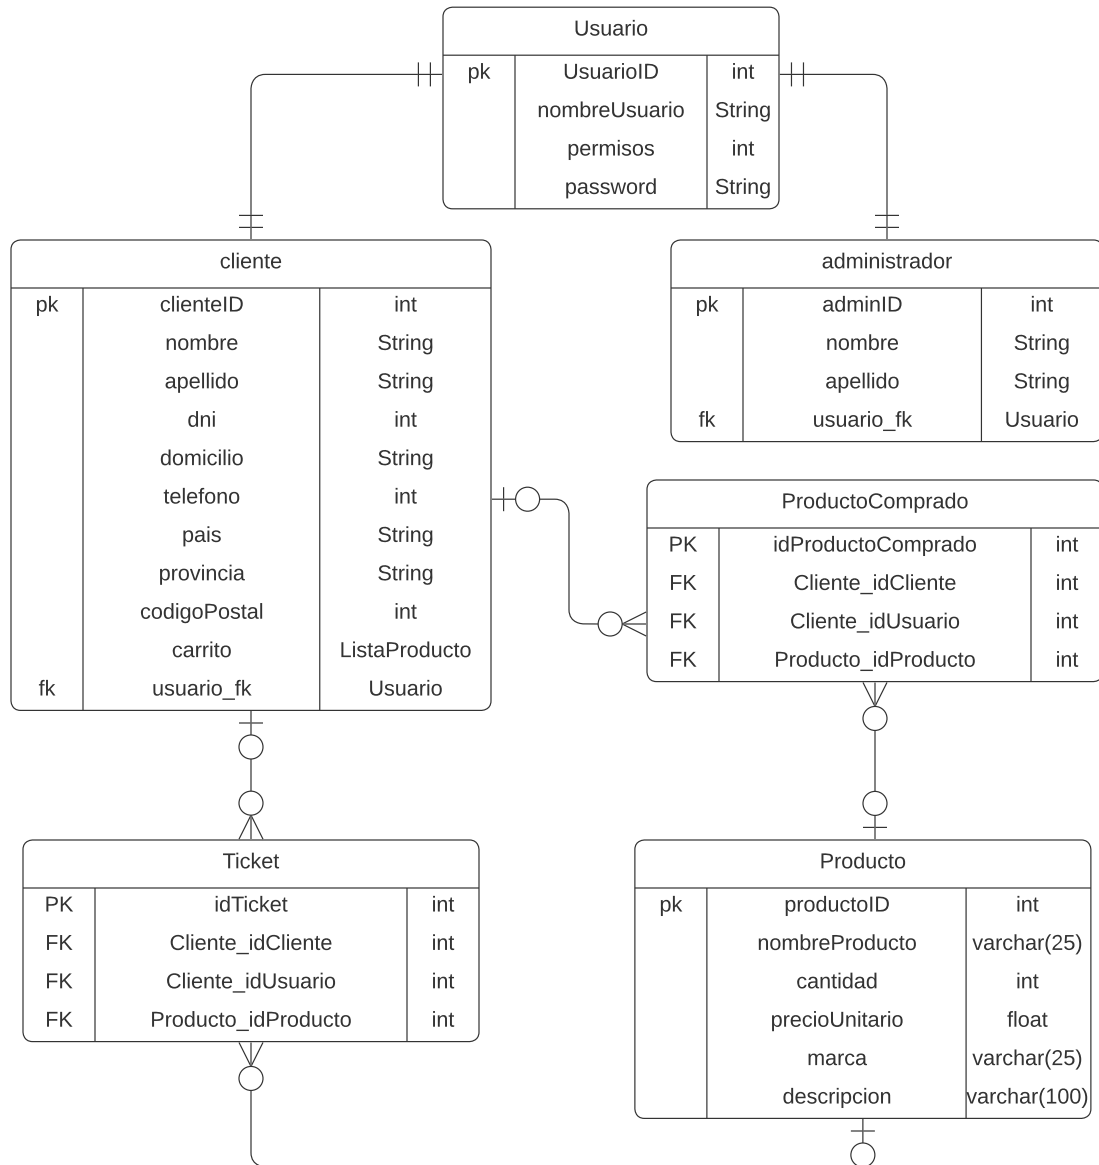 Usuario
pk UsuarioID int
nombreUsuario String
permisos int
password String
cliente
pk clienteID int
nombre String
apellido String
dni int
domicilio String
telefono int
pais String
provincia String
codigoPostal int
carrito ListaProducto
fk usuario_fk Usuario
administrador
pk adminID int
nombre String
apellido String
fk usuario_fk Usuario
ProductoComprado
PK idProductoComprado int
FK Cliente_idCliente int
FK Cliente_idUsuario int
FK Producto_idProducto int
Ticket
PK idTicket int
FK Cliente_idCliente int
FK Cliente_idUsuario int
FK Producto_idProducto int
Producto
pk productoID int
nombreProducto varchar(25)
cantidad int
precioUnitario float
marca varchar(25)
descripcion varchar(100)